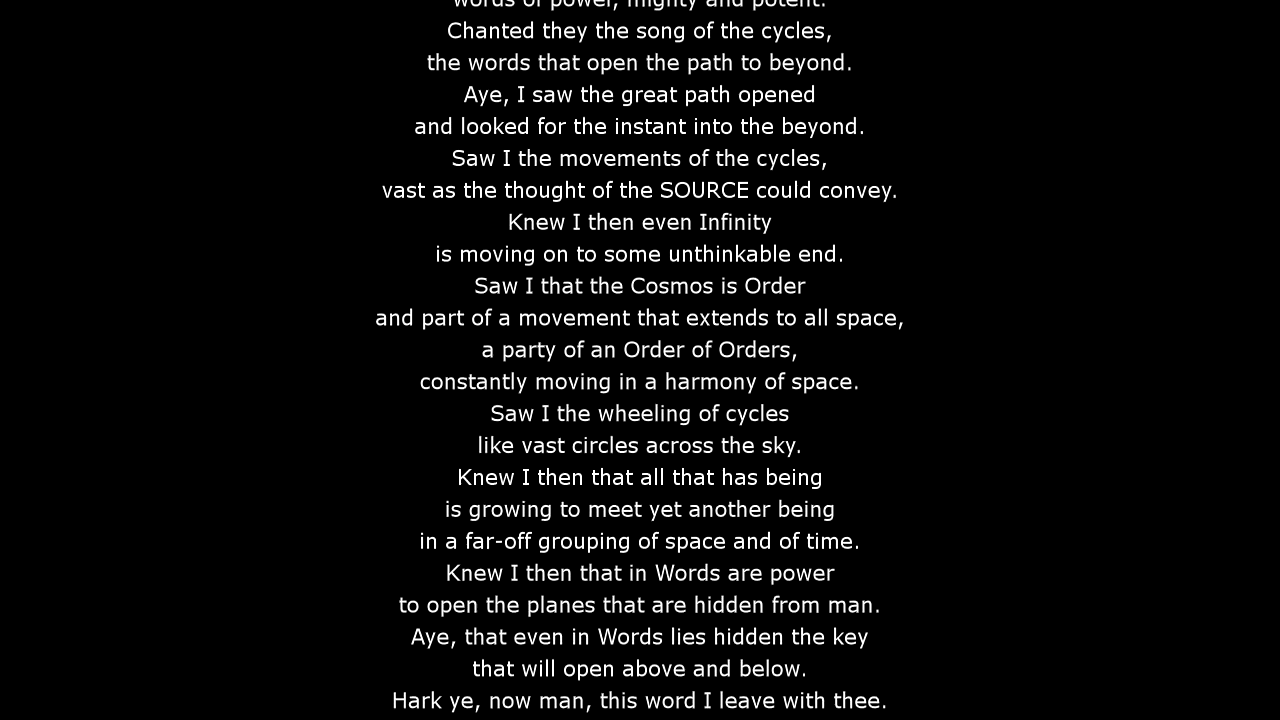 words of power, mighty and potent.
Chanted they the song of the cycles,
the words that open the path to beyond.
Aye, I saw the great path opened
and looked for the instant into the beyond.
Saw I the movements of the cycles,
vast as the thought of the SOURCE could convey.
Knew I then even Infinity
is moving on to some unthinkable end.
Saw I that the Cosmos is Order
and part of a movement that extends to all space,
a party of an Order of Orders,
constantly moving in a harmony of space.
Saw I the wheeling of cycles
like vast circles across the sky.
Knew I then that all that has being
is growing to meet yet another being
in a far-off grouping of space and of time.
Knew I then that in Words are power
to open the planes that are hidden from man.
Aye, that even in Words lies hidden the key
that will open above and below.
Hark ye, now man, this word I leave with thee.